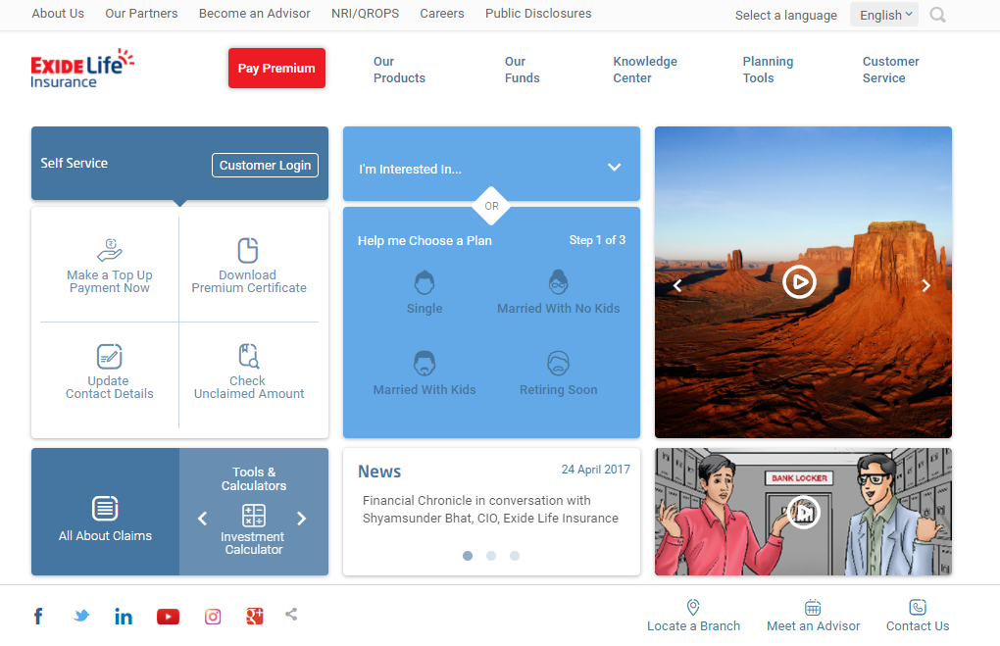 About Us Our Partners Become an Advisor NRI/QROPS Careers Public Disclosures Select a language English
EXIDE Life
Insurance
Pay Premium
Our
Products
Our
Funds
Knowledge
Center
Planning
Tools
Customer
Service
Self Service Customer Login
Make a Top Up
Payment Now
Download
Premium Certificate
Update
Contact Details
Check
Unclaimed Amount
I'm Interested In...
OR
Help me Choose a Plan Step 1 of 3
Single Married With No Kids
Married With Kids Retiring Soon
All About Claims
Tools &
Calculators
Investment
Calculator
News 24 April 2017
Financial Chronicle in conversation with
Shyamsunder Bhat, CIO, Exide Life Insurance
BANK LOCKER
Locate a Branch Meet an Advisor Contact Us